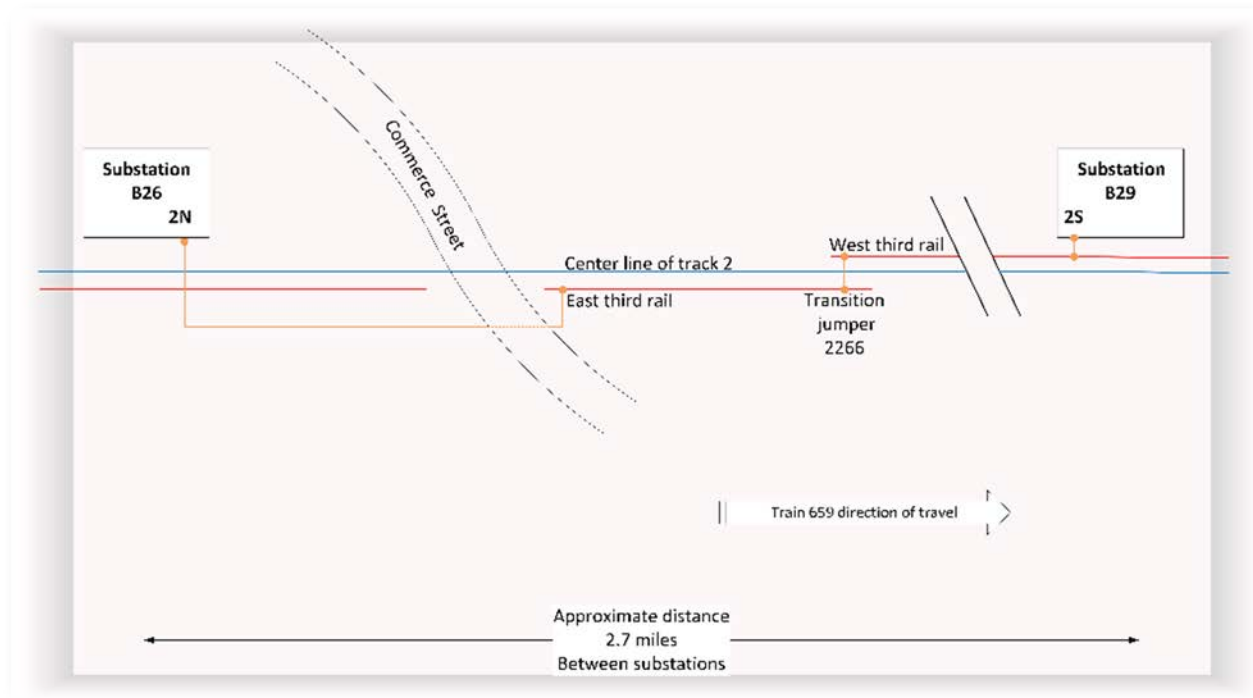 Substation
B26
2N
Commerce Street
Substation
B29
2S
West third rail
Center line of track 2
East third rail
Transition
jumper
2266
Train 659 direction of travel
Approximate distance
2.7 miles
Between substations